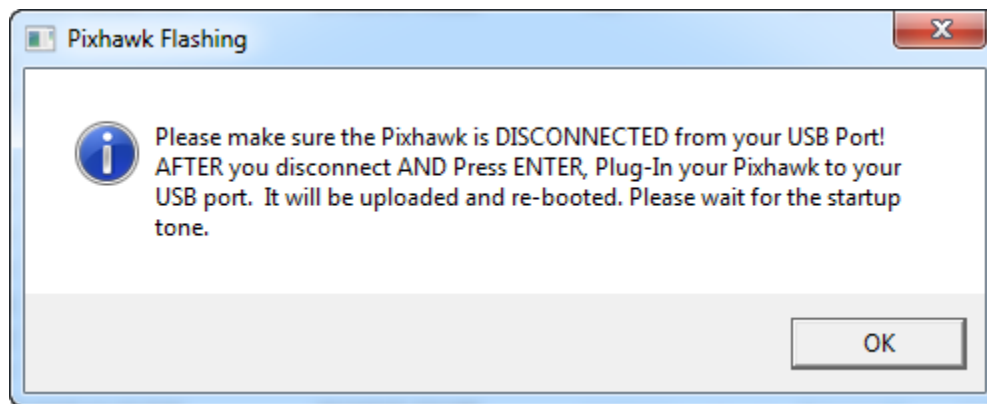 Pixhawk Flashing
Please make sure the Pixhawk is DISCONNECTED from your USB Port!
AFTER you disconnect AND Press ENTER, Plug-In your Pixhawk to your
USB port.  It will be uploaded and re-booted. Please wait for the startup
tone.
OK